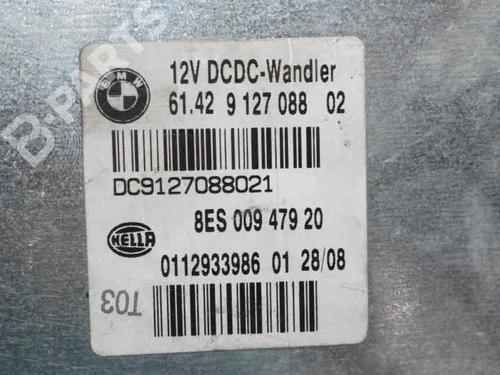 B-PARTS
BMW
12V DCDC-Wandler
61.42 9 127 088 02
DC9127088021
8ES 009 479 20
HELLA
0112933986 01 28/08
T03